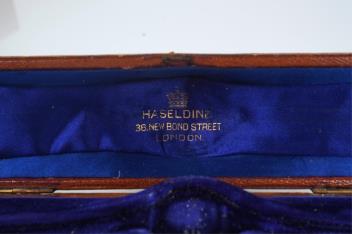 HASELDINE
36, NEW BOND STREET
LONDON.